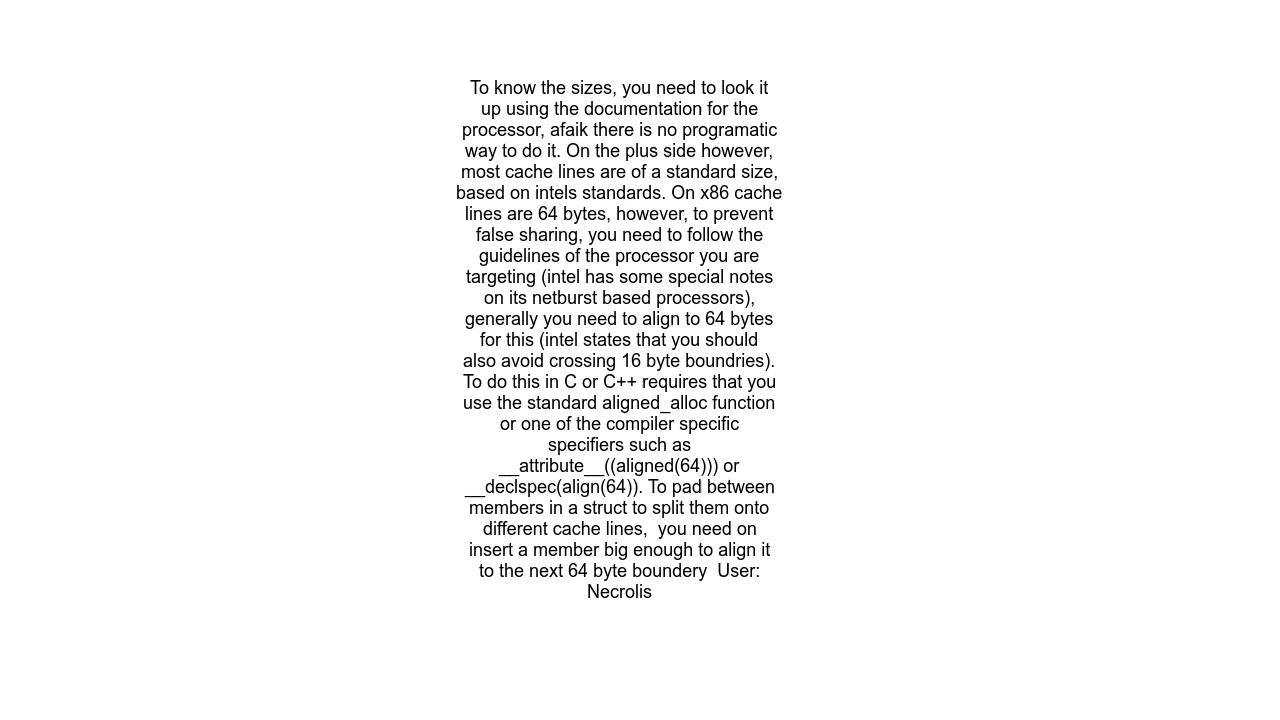 To know the sizes, you need to look it
up using the documentation for the
processor, afaik there is no programatic
way to do it. On the plus side however,
most cache lines are of a standard size,
based on intels standards. On x86 cache
lines are 64 bytes, however, to prevent
false sharing, you need to follow the
guidelines of the processor you are
targeting (intel has some special notes
on its netburst based processors),
generally you need to align to 64 bytes
for this (intel states that you should
also avoid crossing 16 byte boundries).
To do this in C or C++ requires that you
use the standard aligned_alloc function
or one of the compiler specific
specifiers such as
__attribute__((aligned(64))) or
__declspec(align(64)). To pad between
members in a struct to split them onto
different cache lines,  you need on
insert a member big enough to align it
to the next 64 byte boundery  User:
Necrolis